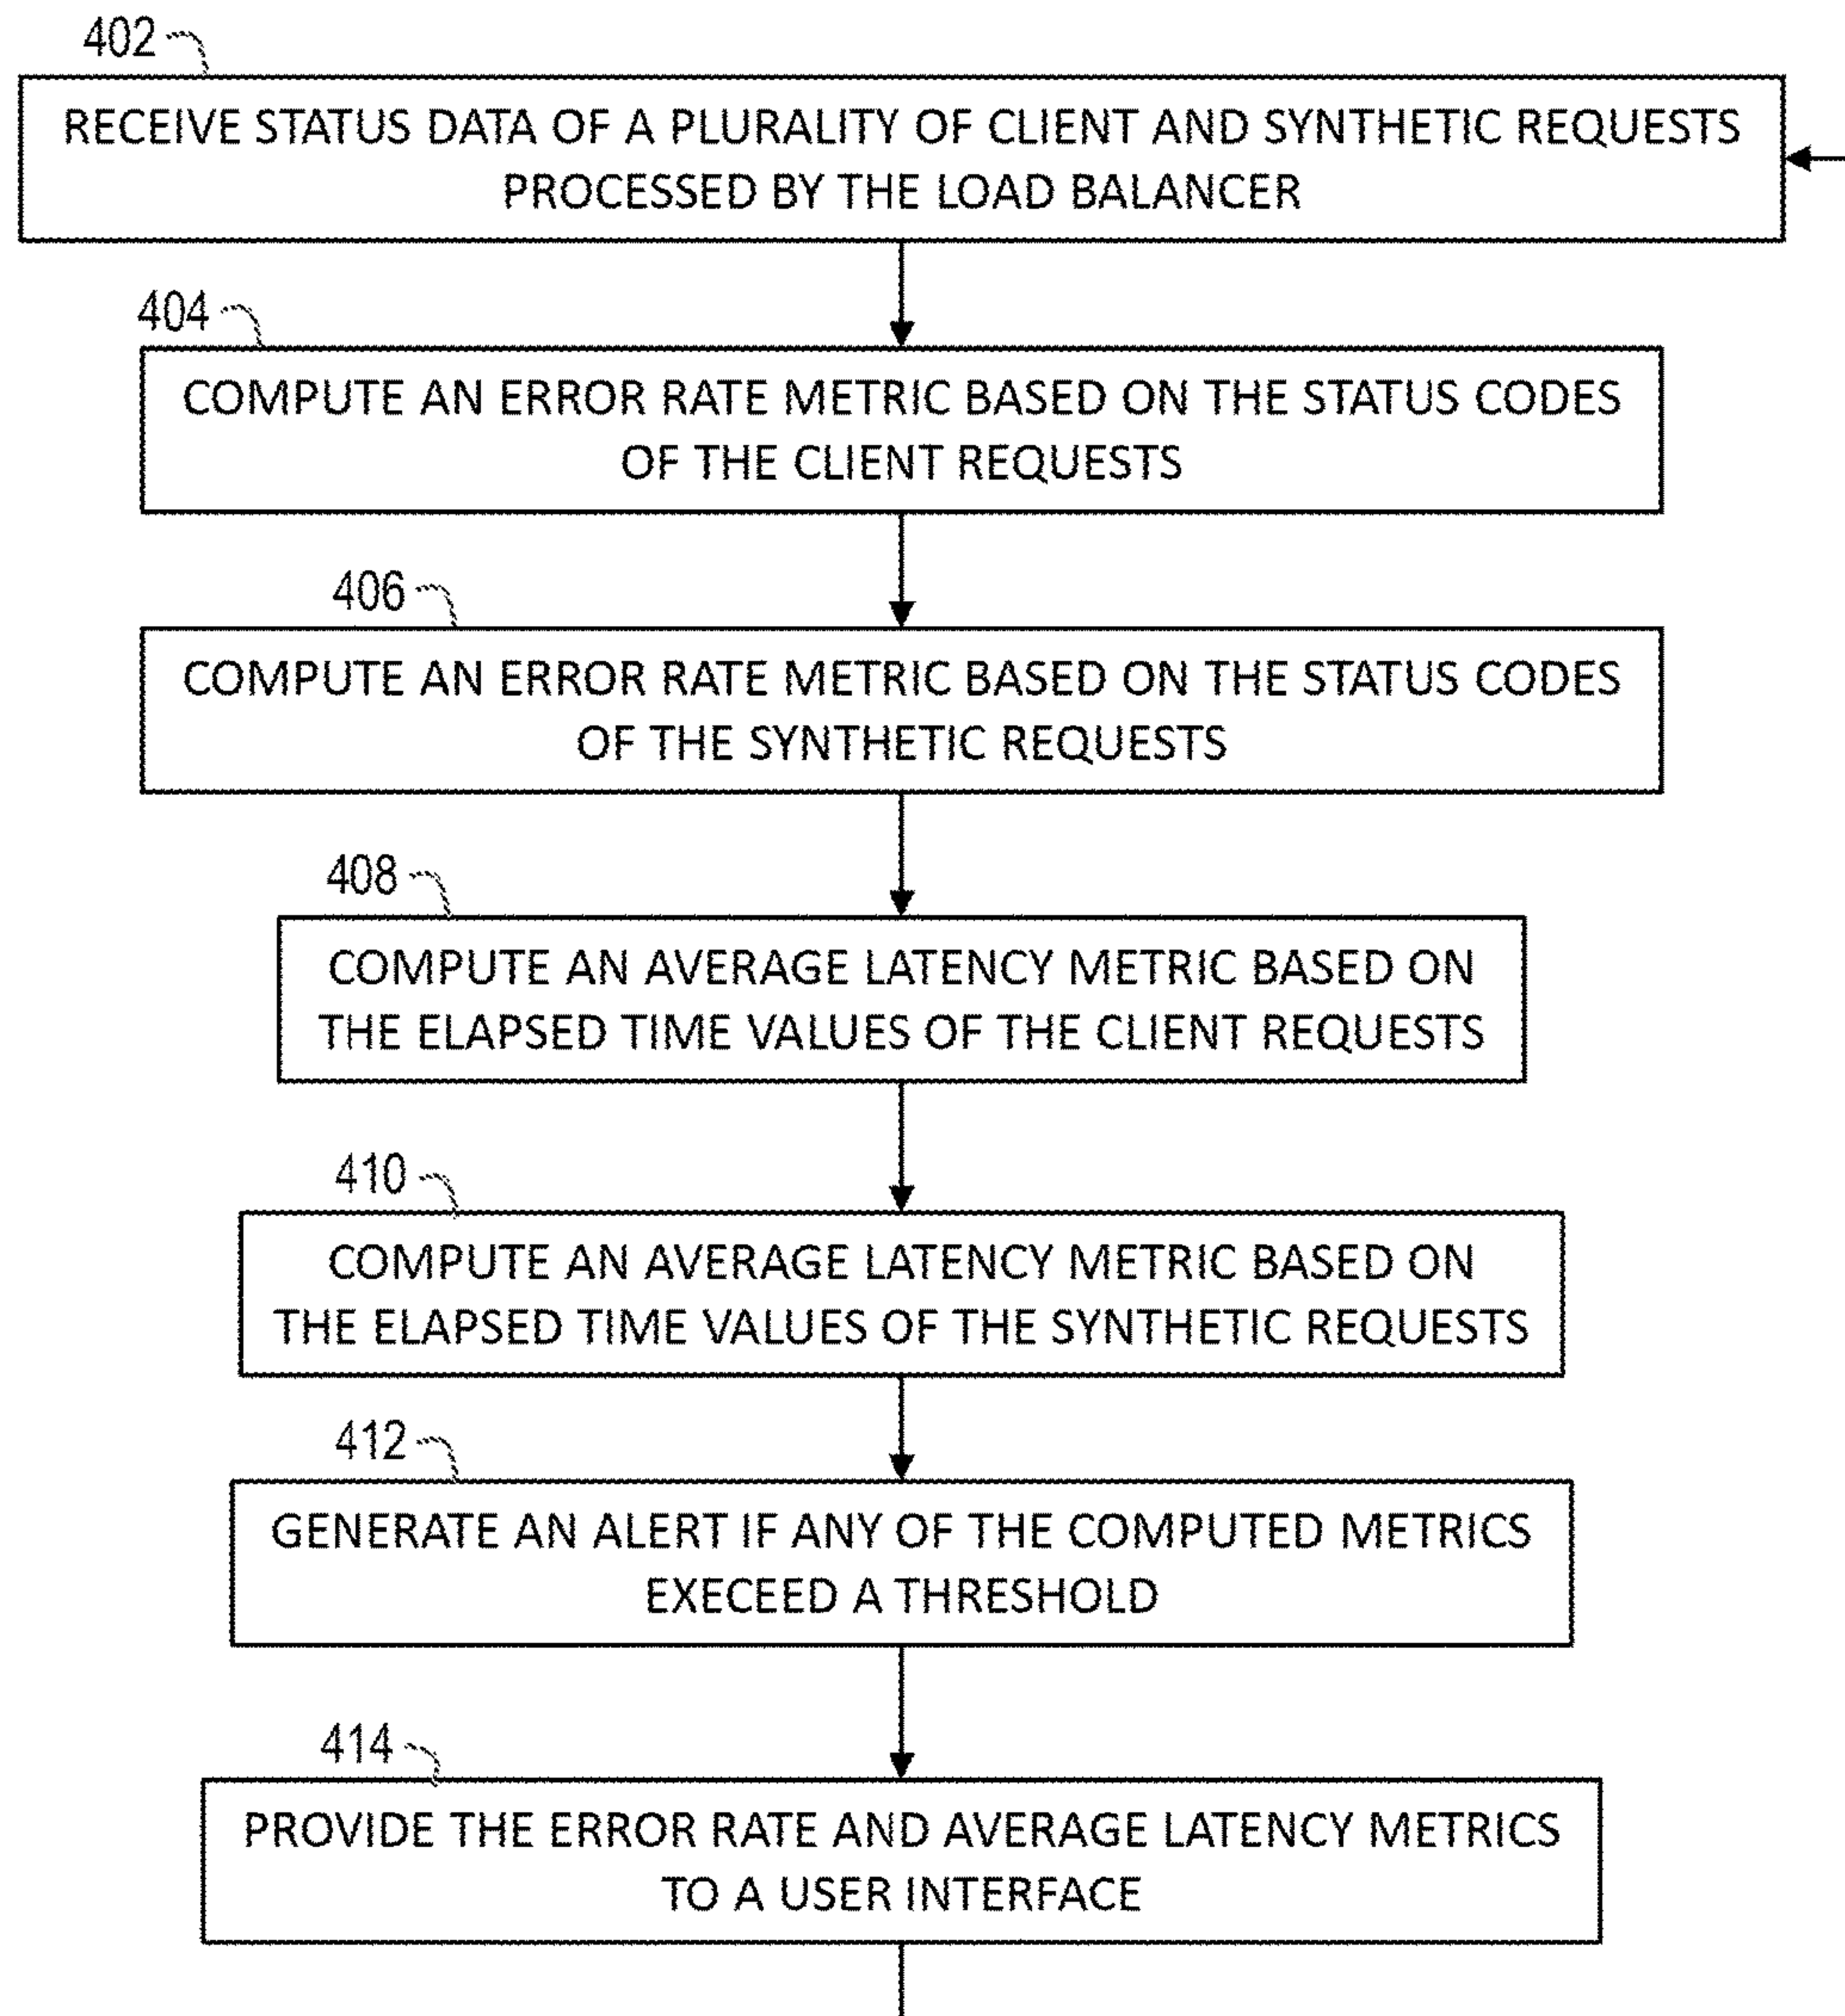 402
RECEIVE STATUS DATA OF A PLURALITY OF CLIENT AND SYNTHETIC REQUESTS
PROCESSED BY THE LOAD BALANCER
404
COMPUTE AN ERROR RATE METRIC BASED ON THE STATUS CODES
OF THE CLIENT REQUESTS
406
COMPUTE AN ERROR RATE METRIC BASED ON THE STATUS CODES
OF THE SYNTHETIC REQUESTS
408
COMPUTE AN AVERAGE LATENCY METRIC BASED ON
THE ELAPSED TIME VALUES OF THE CLIENT REQUESTS
410
COMPUTE AN AVERAGE LATENCY METRIC BASED ON
THE ELAPSED TIME VALUES OF THE SYNTHETIC REQUESTS
412
GENERATE AN ALERT IF ANY OF THE COMPUTED METRICS
EXECEED A THRESHOLD
414
PROVIDE THE ERROR RATE AND AVERAGE LATENCY METRICS
TO A USER INTERFACE